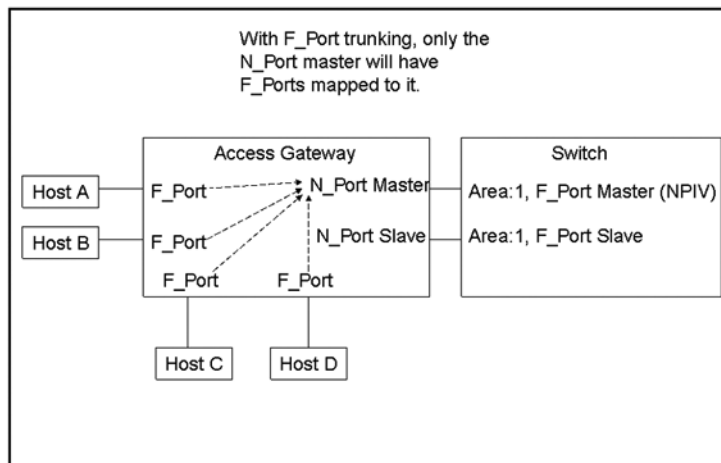 With F_Port trunking, only the
N_Port master will have
F_Ports mapped to it.
Access Gateway
Switch
Host A
F_Port
N_Port Master
Area:1, F_Port Master (NPIV)
Host B
F_Port
N_Port Slave
Area:1, F_Port Slave
F_Port
F_Port
Host C
Host D